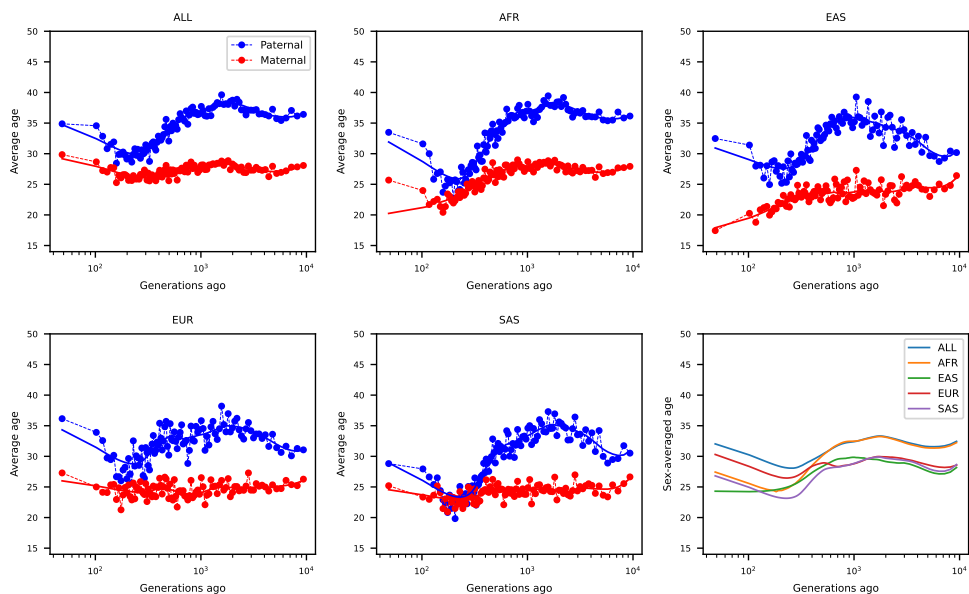 ALL
Average age
50
45
40
35
30
25
20
15
Paternal
Maternal
10²
10³
10⁴
Generations ago
AFR
Average age
50
45
40
35
30
25
20
15
10²
10³
10⁴
Generations ago
EAS
Average age
50
45
40
35
30
25
20
15
10²
10³
10⁴
Generations ago
EUR
Average age
50
45
40
35
30
25
20
15
10²
10³
10⁴
Generations ago
SAS
Average age
50
45
40
35
30
25
20
15
10²
10³
10⁴
Generations ago
Sex-averaged age
50
45
40
35
30
25
20
15
ALL
AFR
EAS
EUR
SAS
10²
10³
10⁴
Generations ago